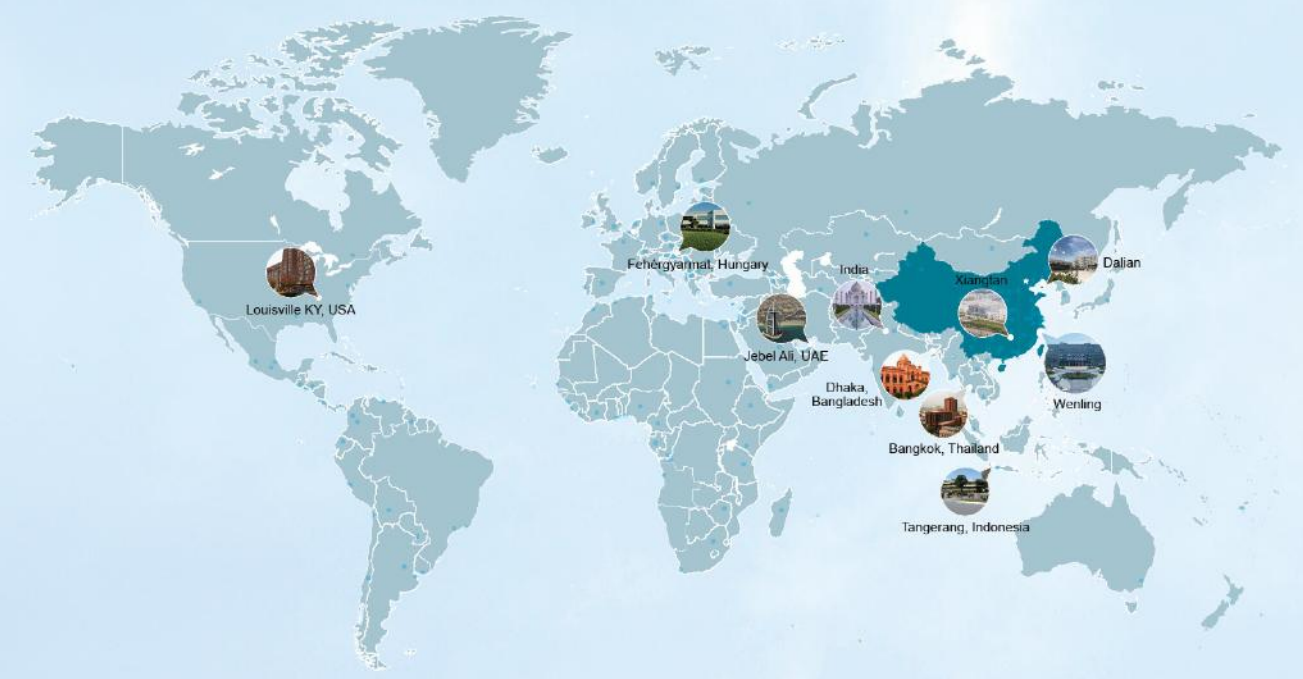 Fehérgyarmat, Hungary
India
Xiangtan
Dalian
Louisville KY, USA
Jebel Ali, UAE
Dhaka,
Bangladesh
Wenling
Bangkok, Thailand
Tangerang, Indonesia